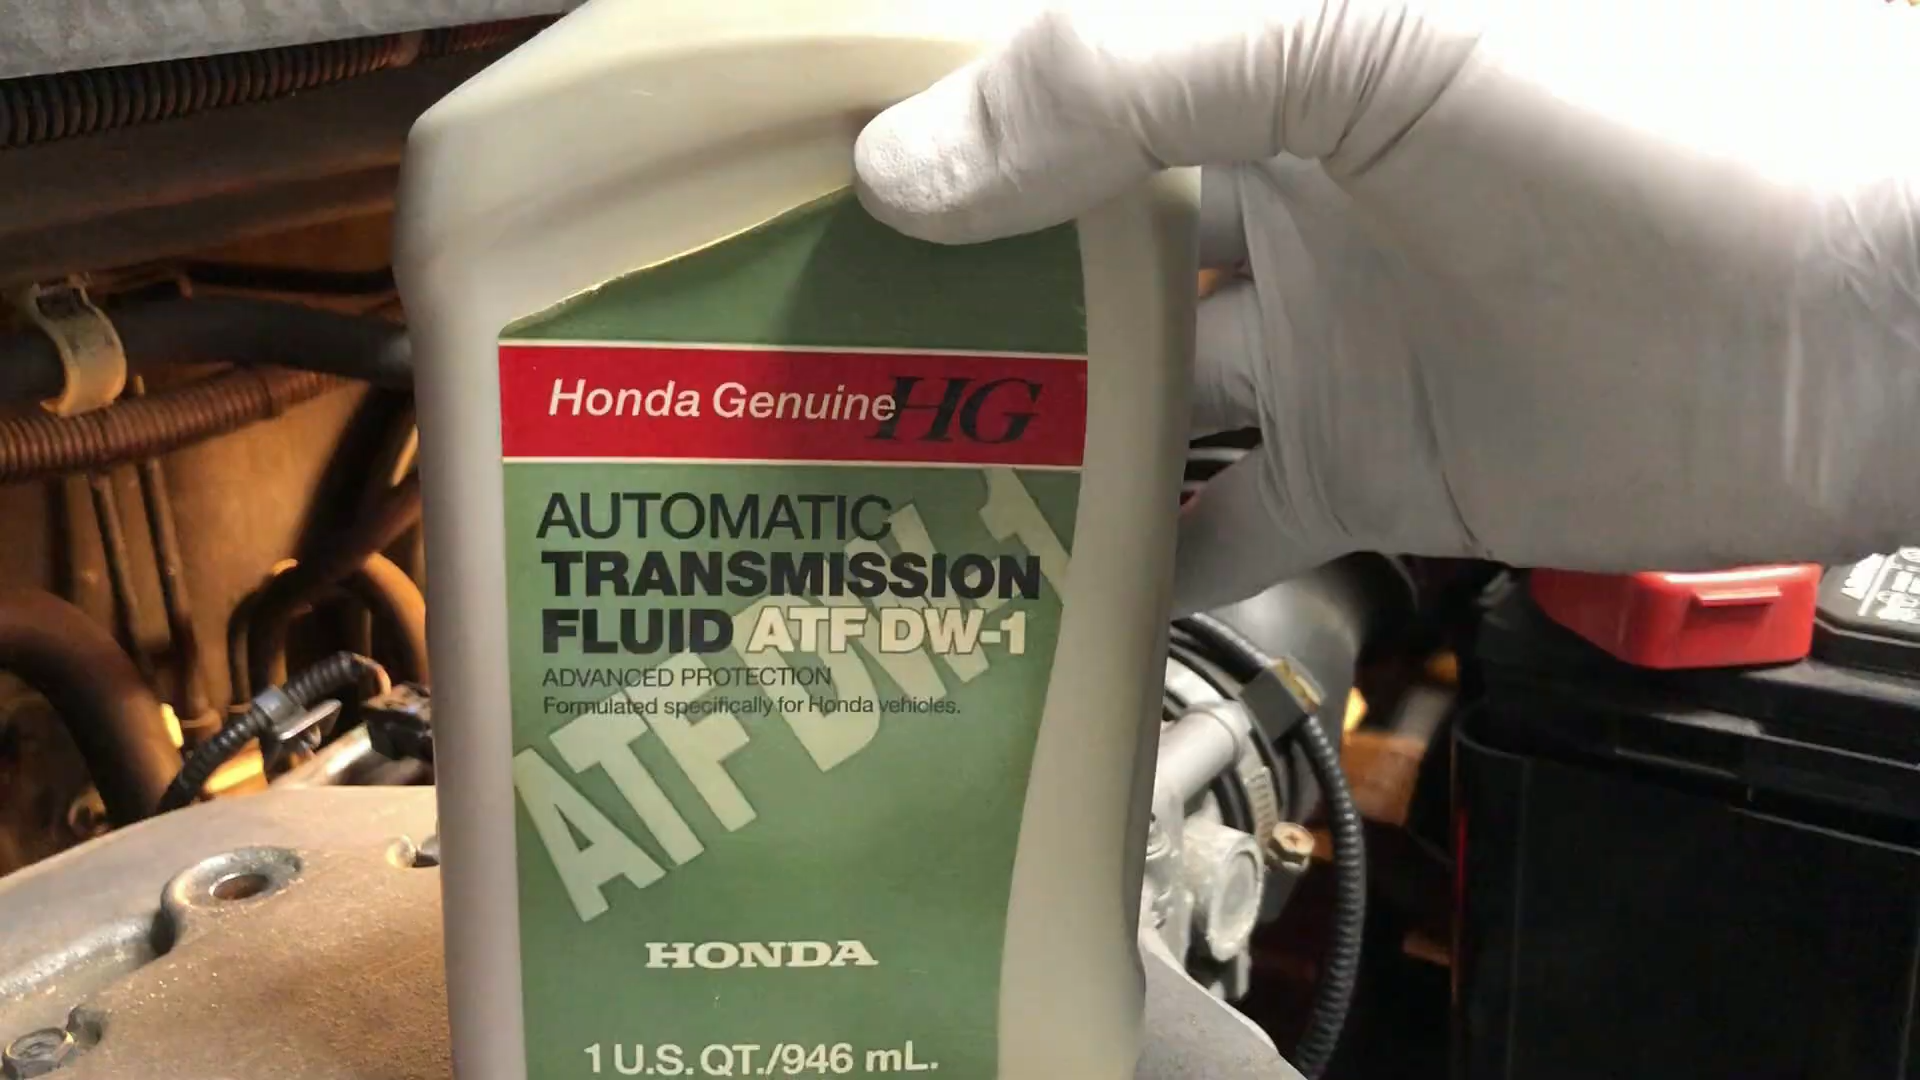 Honda Genuine HG
AUTOMATIC
TRANSMISSION
FLUID ATF DW-1
ADVANCED PROTECTION
Formulated specifically for Honda vehicles.
ATF DW-1
HONDA
1 U.S. QT./946 mL.